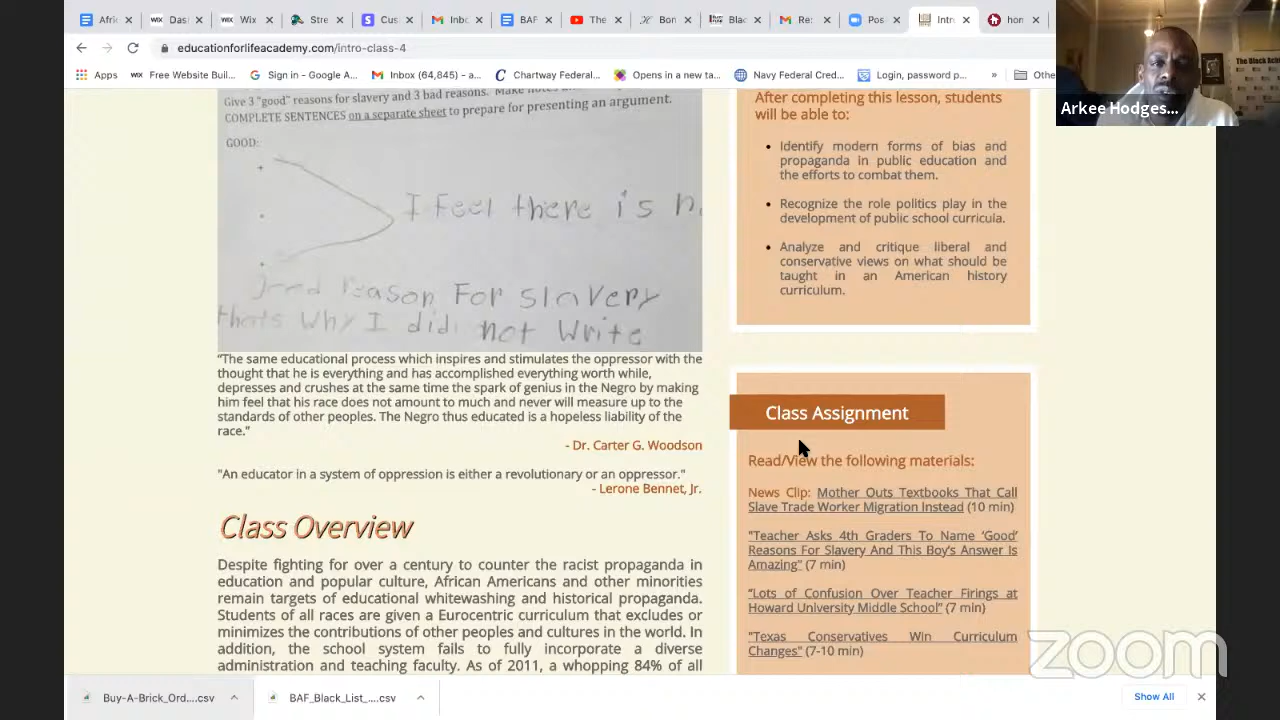 Afri
Das
Wix
Stre
Cus
Inbo
BAF
The
Bon
Blac
Re:
Pos
Intr
hon
educationforlifeacademy.com/intro-class-4
Apps
Free Website Buil...
Sign in - Google A...
Inbox (64,845) - a...
Chartway Federal...
Opens in a new ta...
Navy Federal Cred...
Login, password p...
»
Othe
Arkee Hodges...
Give 3 "good" reasons for slavery and 3 bad reasons. Make notes
COMPLETE SENTENCES on a separate sheet to prepare for presenting an argument.
GOOD:
I feel there is n
good reason For slavery
thats why I did not write
"The same educational process which inspires and stimulates the oppressor with the
thought that he is everything and has accomplished everything worth while,
depresses and crushes at the same time the spark of genius in the Negro by making
him feel that his race does not amount to much and never will measure up to the
standards of other peoples. The Negro thus educated is a hopeless liability of the
race."
- Dr. Carter G. Woodson
"An educator in a system of oppression is either a revolutionary or an oppressor."
- Lerone Bennet, Jr.
Class Overview
Despite fighting for over a century to counter the racist propaganda in
education and popular culture, African Americans and other minorities
remain targets of educational whitewashing and historical propaganda.
Students of all races are given a Eurocentric curriculum that excludes or
minimizes the contributions of other peoples and cultures in the world. In
addition, the school system fails to fully incorporate a diverse
administration and teaching faculty. As of 2011, a whopping 84% of all
After completing this lesson, students
will be able to:
• Identify modern forms of bias and
propaganda in public education and
the efforts to combat them.
• Recognize the role politics play in the
development of public school curricula.
• Analyze and critique liberal and
conservative views on what should be
taught in an American history
curriculum.
Class Assignment
Read/View the following materials:
News Clip: Mother Outs Textbooks That Call
Slave Trade Worker Migration Instead (10 min)
"Teacher Asks 4th Graders To Name 'Good'
Reasons For Slavery And This Boy's Answer Is
Amazing" (7 min)
"Lots of Confusion Over Teacher Firings at
Howard University Middle School" (7 min)
"Texas Conservatives Win Curriculum
Changes" (7-10 min)
zoom
Buy-A-Brick_Ord....csv
BAF_Black_List_....csv
Show All